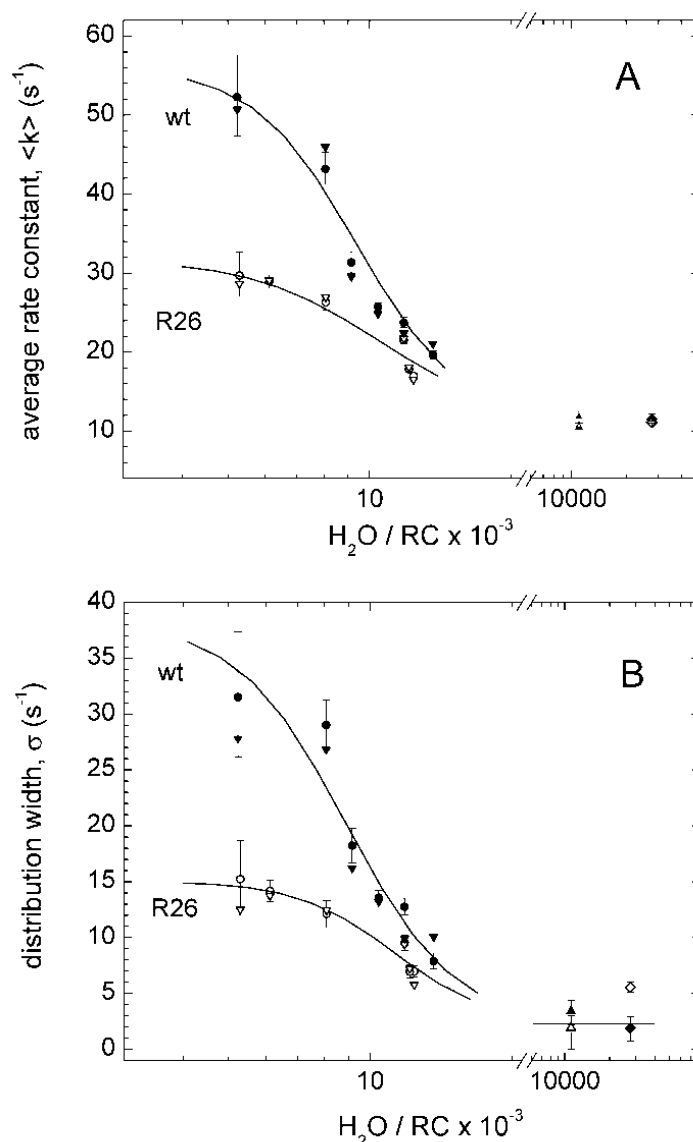 60
50
40
30
20
10
average rate constant, <k> (s⁻¹)
A
wt
R26
10
10000
H₂O / RC x 10⁻³
40
35
30
25
20
15
10
5
0
distribution width, σ (s⁻¹)
B
wt
R26
10
10000
H₂O / RC x 10⁻³